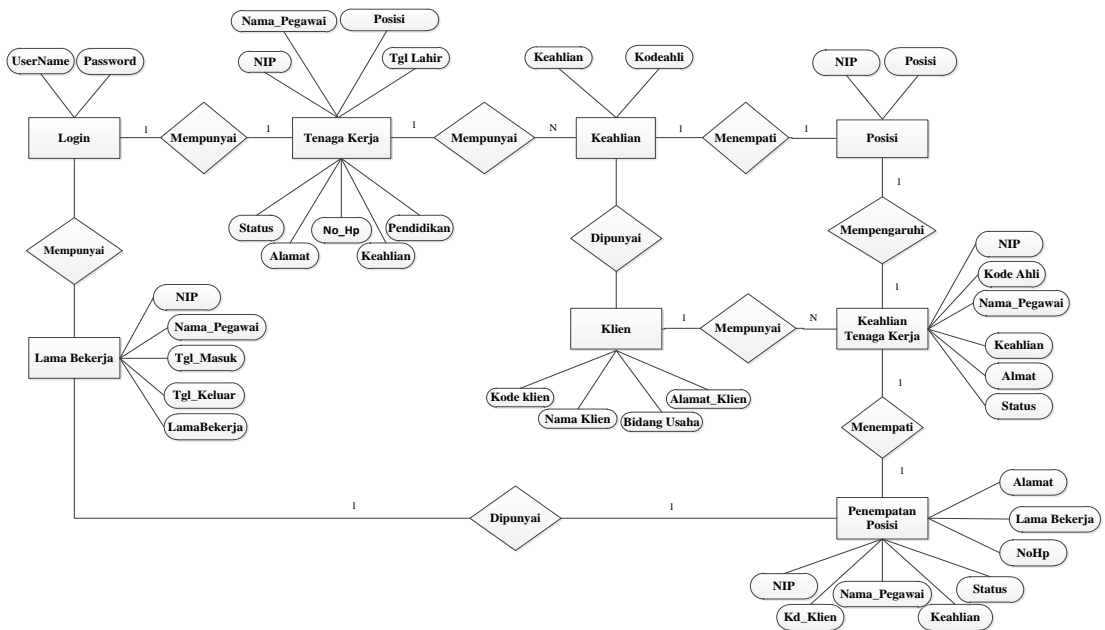 Nama_Pegawai
Posisi
UserName
Password
NIP
Tgl Lahir
Keahlian
Kodeahli
NIP
Posisi
Login
1
Mempunyai
1
Tenaga Kerja
1
Mempunyai
N
Keahlian
1
Menempati
1
Posisi
1
Status
Alamat
No_Hp
Keahlian
Pendidikan
Mempunyai
Dipunyai
Mempengaruhi
1
NIP
Kode Ahli
Nama_Pegawai
Keahlian
Almat
Status
NIP
Nama_Pegawai
Tgl_Masuk
Tgl_Keluar
LamaBekerja
Lama Bekerja
Klien
1
Mempunyai
N
Keahlian
Tenaga Kerja
Kode klien
Nama Klien
Bidang Usaha
Alamat_Klien
1
Menempati
1
1
Dipunyai
1
Penempatan
Posisi
Alamat
Lama Bekerja
NoHp
NIP
Kd_Klien
Nama_Pegawai
Keahlian
Status